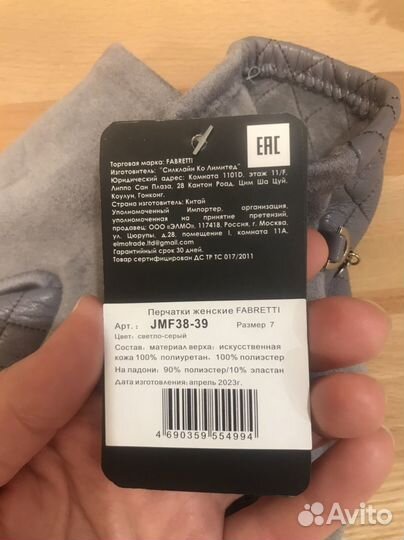 EAC
Торговая марка: FABRETTI
Изготовитель: "Силклайн Ко Лимитед"
Юридический адрес: Комната 1101D, этаж 11/F,
Липпо Сан Плаза, 28 Кантон Роад, Цим Ша Цуй,
Коулун, Гонконг.
Страна изготовитель: Китай
Уполномоченный Импортер, организация,
уполномоченная на принятие претензий,
продавец: ООО «ЭЛМО», 117418, Россия, г. Москва,
ул. Цюрупы, д.28, помещение I, комната 11А,
elmotrade.ltd@gmail.com
Гарантийный срок 30 дней.
Товар сертифицирован ДС ТР ТС 017/2011
Перчатки женские FABRETTI
Арт.: JMF38-39 Размер 7
Цвет: светло-серый
Состав: материал верха: искусственная
кожа 100% полиуретан, 100% полиэстер
На ладони: 90% полиэстер/10% эластан
Дата изготовления: апрель 2023г.
4 690359 554994
Avito